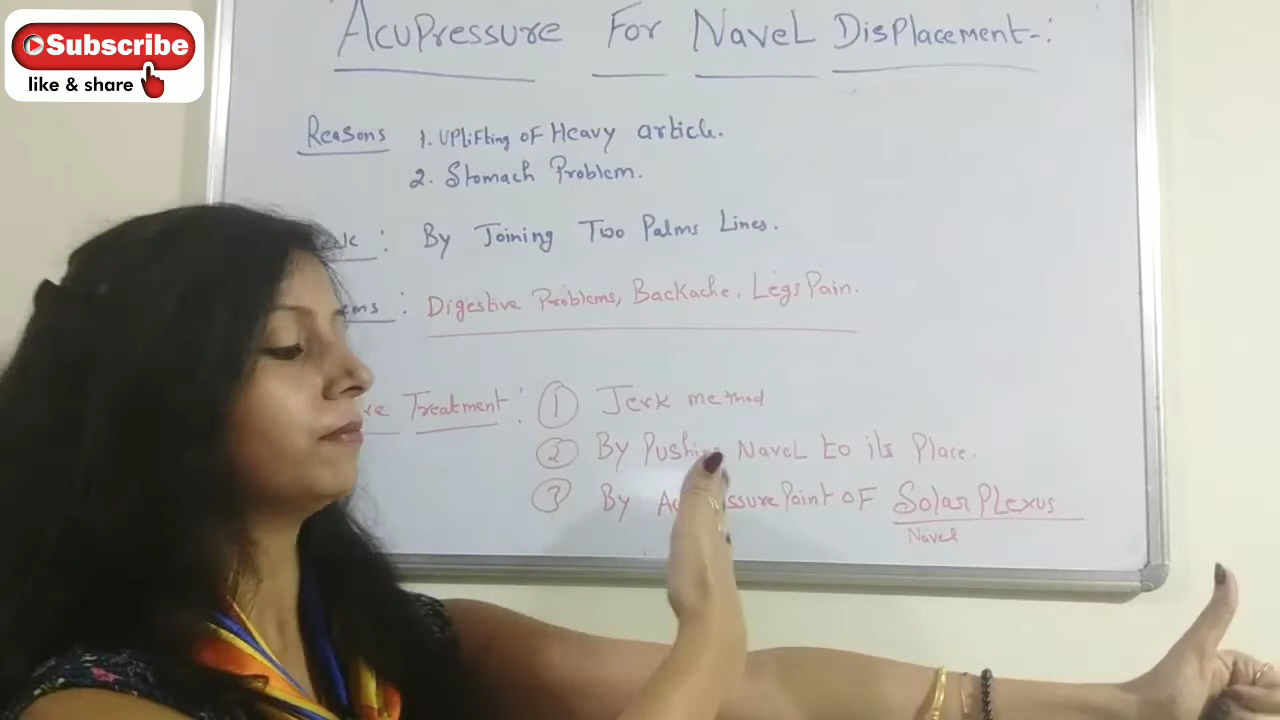 Subscribe
like & share
Acupressure For Navel Displacement-:
Reasons 1. Uplifting of Heavy article.
2. Stomach Problem.
: By Joining Two Palms Lines.
: Digestive Problems, Backache, Legs Pain.
Treatment : 1 Jerk method
2 By Pushing Navel to its Place.
3 By Point of Solar Plexus
Navel